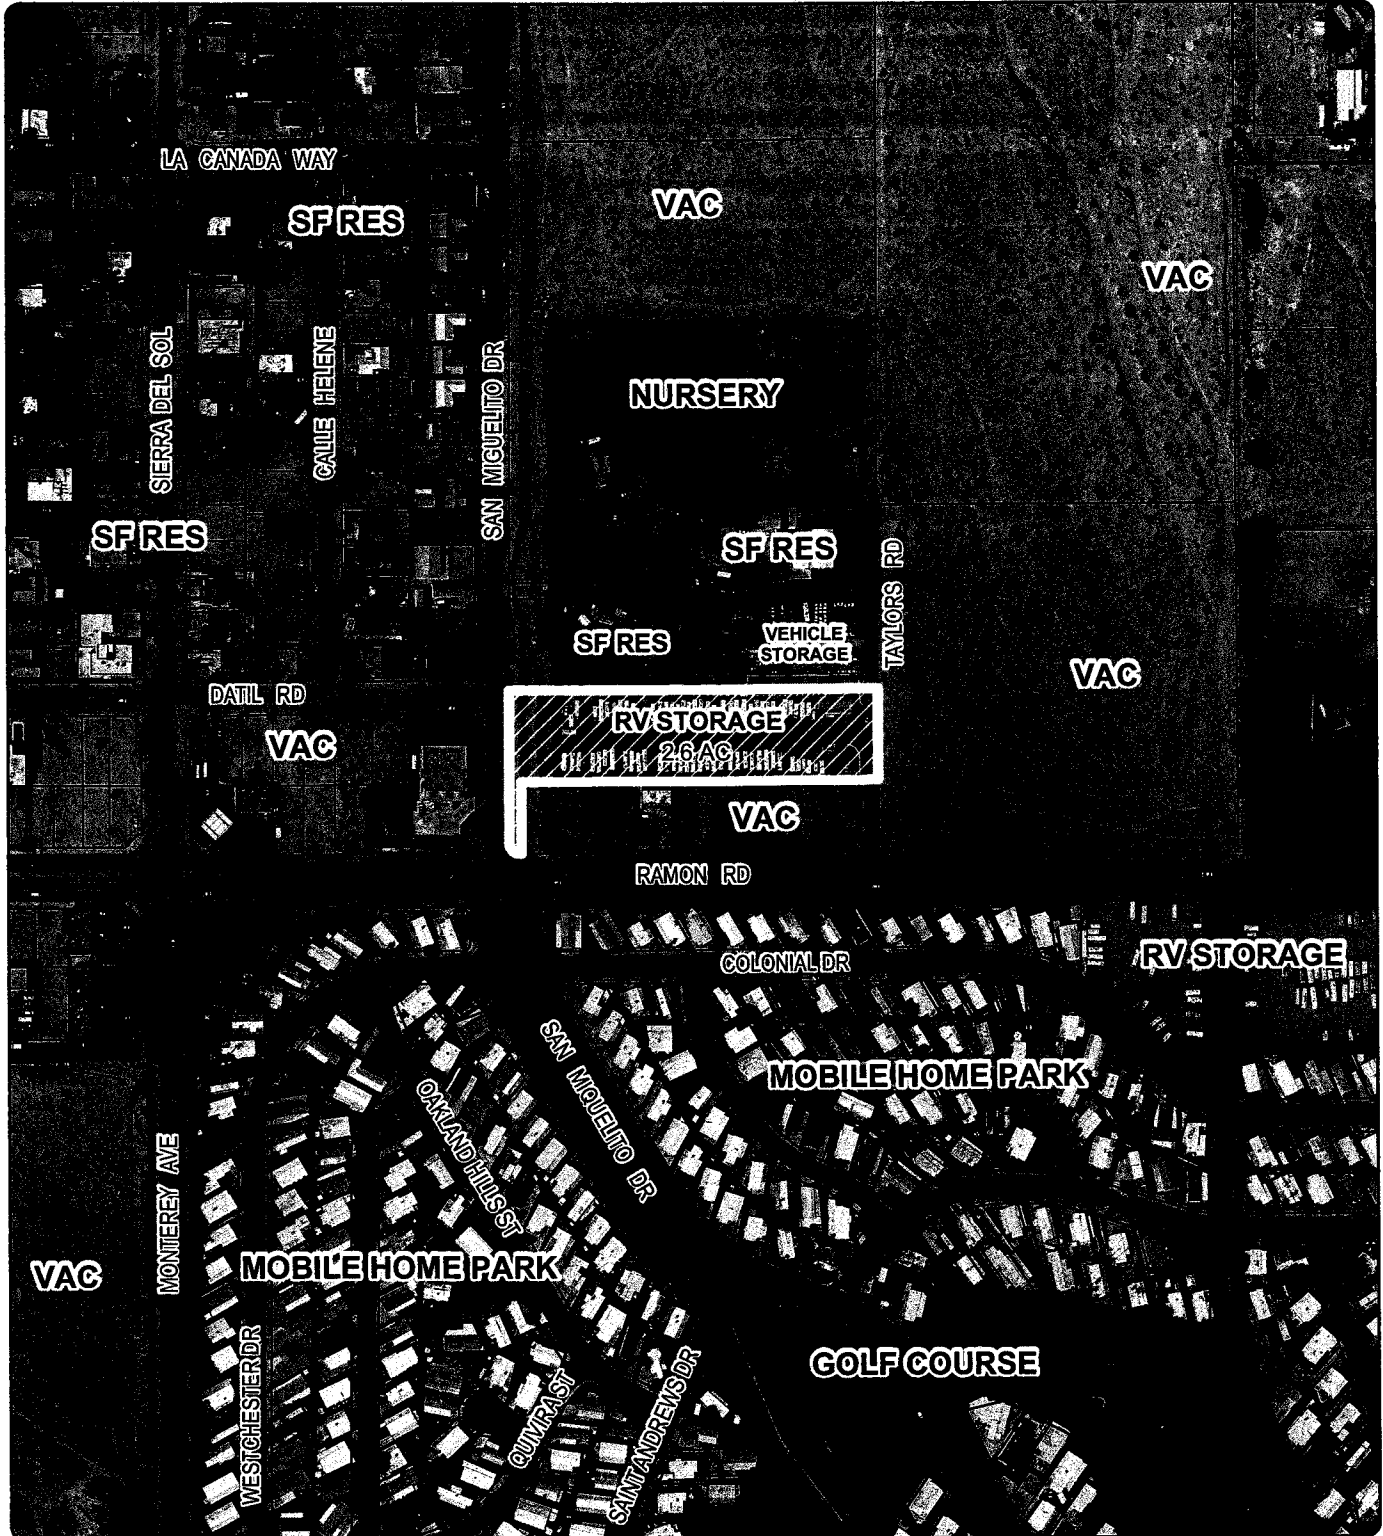 LA CANADA WAY
SF RES
VAC
VAC
SIERRA DEL SOL
CALLE HELENE
SAN MIGUELITO DR
NURSERY
SF RES
SF RES
TAYLORS RD
SF RES
VEHICLE
STORAGE
VAC
DATIL RD
VAC
RV STORAGE
2.6 AC
VAC
RAMON RD
COLONIAL DR
RV STORAGE
SAN MIQUELITO DR
MOBILE HOME PARK
OAKLAND HILLS ST
MONTEREY AVE
VAC
MOBILE HOME PARK
WESTCHESTER DR
QUIVIRA ST
SAINT ANDREWS DR
GOLF COURSE